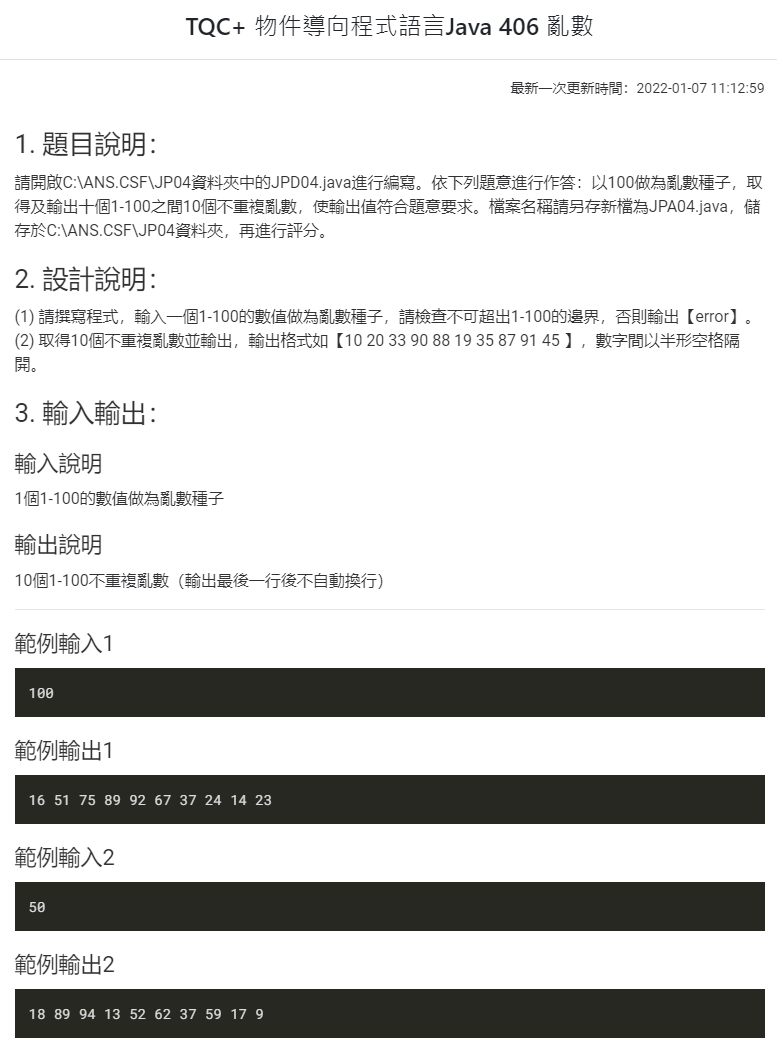 TQC+ 物件導向程式語言Java 406 亂數
最新一次更新時間：2022-01-07 11:12:59
1. 題目說明：
請開啟C:\ANS.CSF\JP04資料夾中的JPD04.java進行編寫。依下列題意進行作答：以100做為亂數種子，取
得及輸出十個1-100之間10個不重複亂數，使輸出值符合題意要求。檔案名稱請另存新檔為JPA04.java，儲
存於C:\ANS.CSF\JP04資料夾，再進行評分。
2. 設計說明：
(1) 請撰寫程式，輸入一個1-100的數值做為亂數種子，請檢查不可超出1-100的邊界，否則輸出【error】。
(2) 取得10個不重複亂數並輸出，輸出格式如【10 20 33 90 88 19 35 87 91 45 】，數字間以半形空格隔
開。
3. 輸入輸出：
輸入說明
1個1-100的數值做為亂數種子
輸出說明
10個1-100不重複亂數（輸出最後一行後不自動換行）
範例輸入1
100
範例輸出1
16 51 75 89 92 67 37 24 14 23
範例輸入2
50
範例輸出2
18 89 94 13 52 62 37 59 17 9